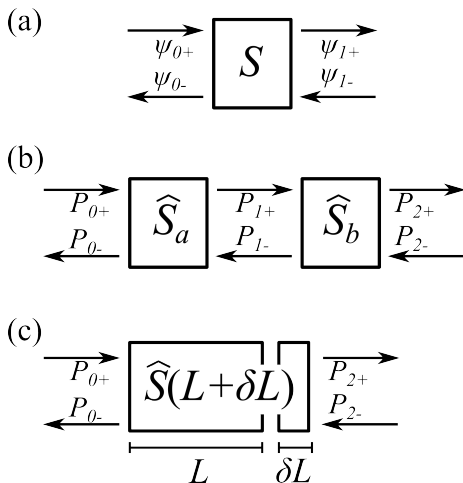 (a)
ψ0+ S ψ1+
ψ0- ψ1-
(b)
P0+ Ŝa P1+ Ŝb P2+
P0- P1- P2-
(c)
P0+ Ŝ(L+δL) P2+
P0- P2-
L δL